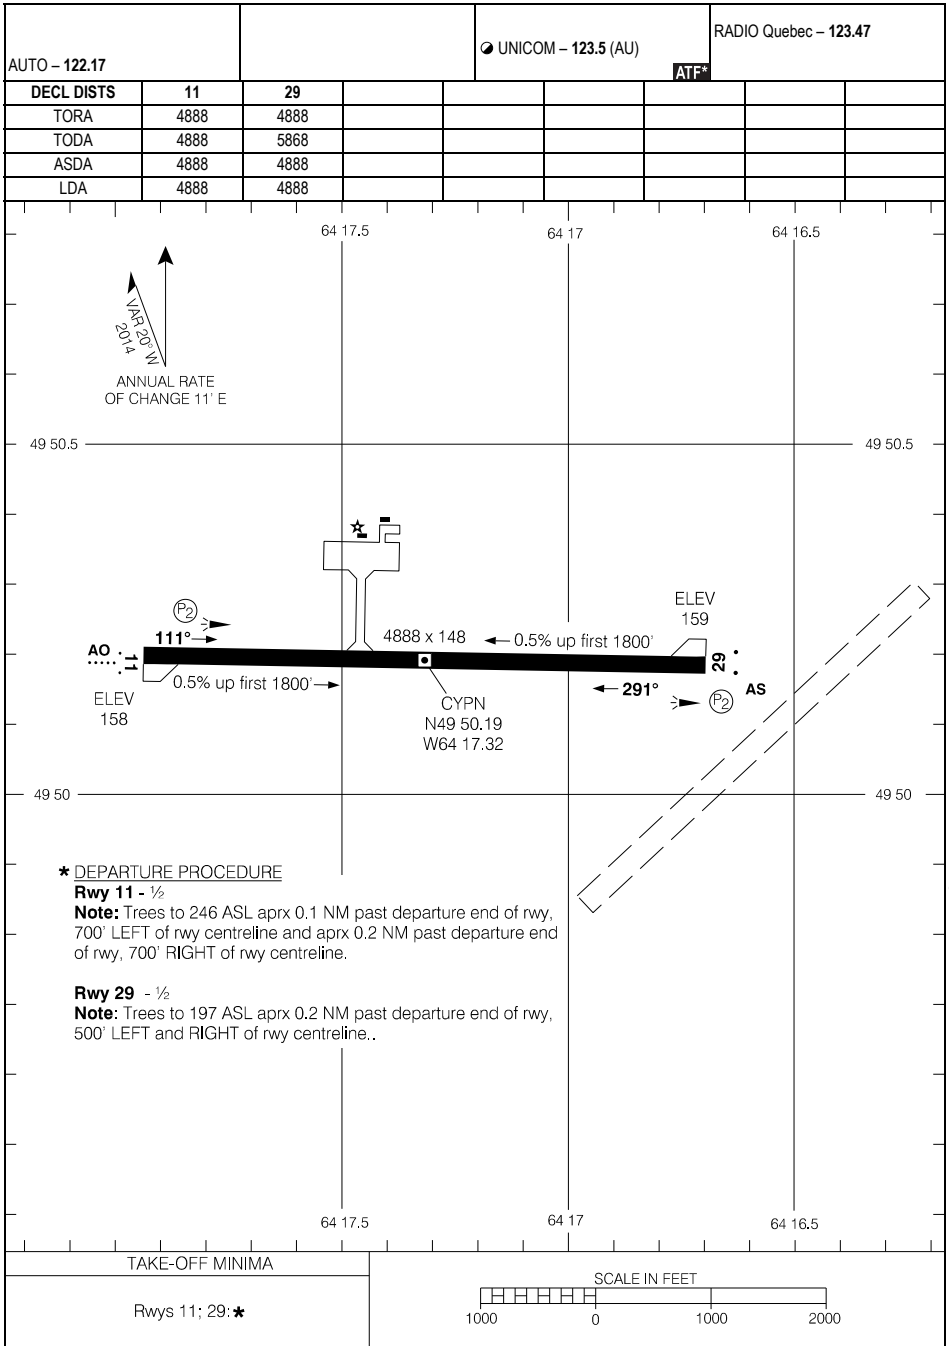 AUTO – 122.17
UNICOM – 123.5 (AU)
ATF*
RADIO Quebec – 123.47
DECL DISTS 11 29
TORA 4888 4888
TODA 4888 5868
ASDA 4888 4888
LDA 4888 4888
64 17.5 64 17 64 16.5
VAR 20° W
2014
ANNUAL RATE
OF CHANGE 11' E
49 50.5 49 50.5
ELEV
159
P2
111°
4888 x 148
0.5% up first 1800'
AO
11
29
0.5% up first 1800'
291°
AS
P2
ELEV
158
CYPN
N49 50.19
W64 17.32
49 50 49 50
* DEPARTURE PROCEDURE
Rwy 11 - ½
Note: Trees to 246 ASL aprx 0.1 NM past departure end of rwy,
700' LEFT of rwy centreline and aprx 0.2 NM past departure end
of rwy, 700' RIGHT of rwy centreline.
Rwy 29 - ½
Note: Trees to 197 ASL aprx 0.2 NM past departure end of rwy,
500' LEFT and RIGHT of rwy centreline..
64 17.5 64 17 64 16.5
TAKE-OFF MINIMA
Rwys 11; 29: *
SCALE IN FEET
1000 0 1000 2000